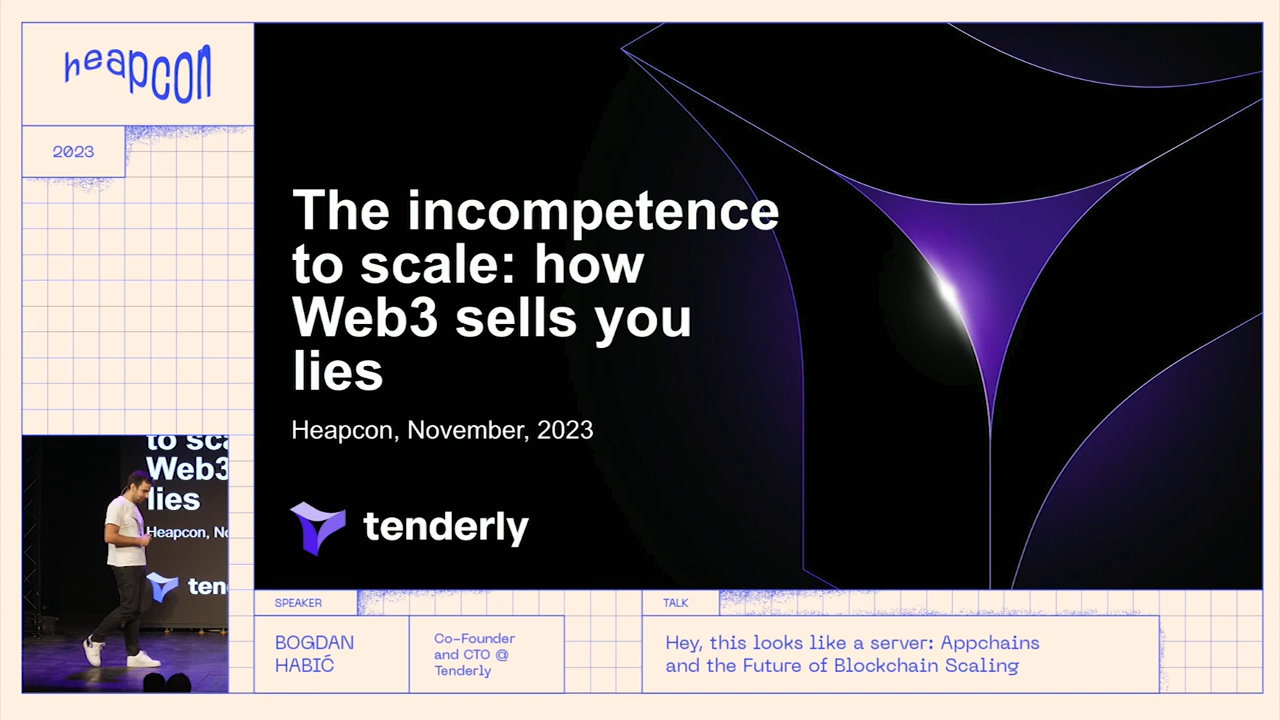 heapcon
2023
The incompetence
to scale: how
Web3 sells you
lies
Heapcon, November, 2023
tenderly
to sca
Web3
lies
Heapcon, No
ten
SPEAKER
BOGDAN
HABIĆ
Co-Founder
and CTO @
Tenderly
TALK
Hey, this looks like a server: Appchains
and the Future of Blockchain Scaling